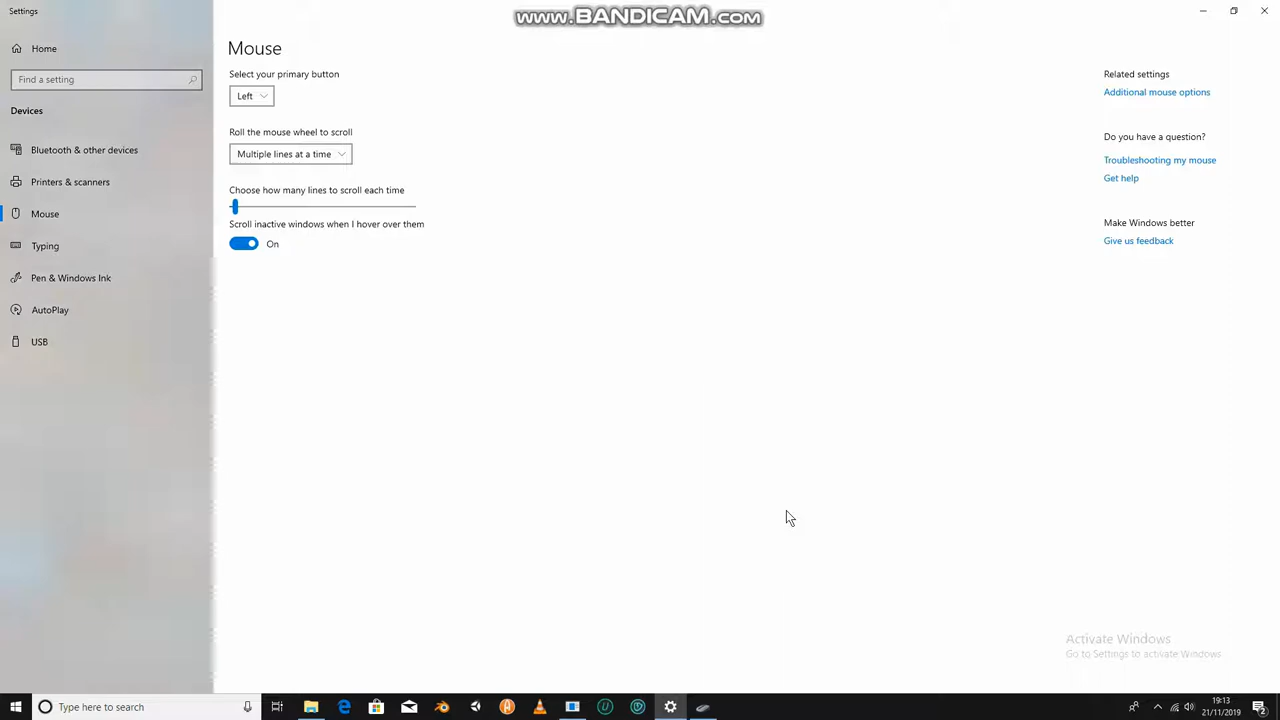 Settings
WWW.BANDICAM.COM
Home
Find a setting
Devices
Bluetooth & other devices
Printers & scanners
Mouse
Typing
Pen & Windows Ink
AutoPlay
USB
Mouse
Select your primary button
Left
Roll the mouse wheel to scroll
Multiple lines at a time
Choose how many lines to scroll each time
Scroll inactive windows when I hover over them
On
Related settings
Additional mouse options
Do you have a question?
Troubleshooting my mouse
Get help
Make Windows better
Give us feedback
Activate Windows
Go to Settings to activate Windows
Type here to search
19:13
21/11/2019
2